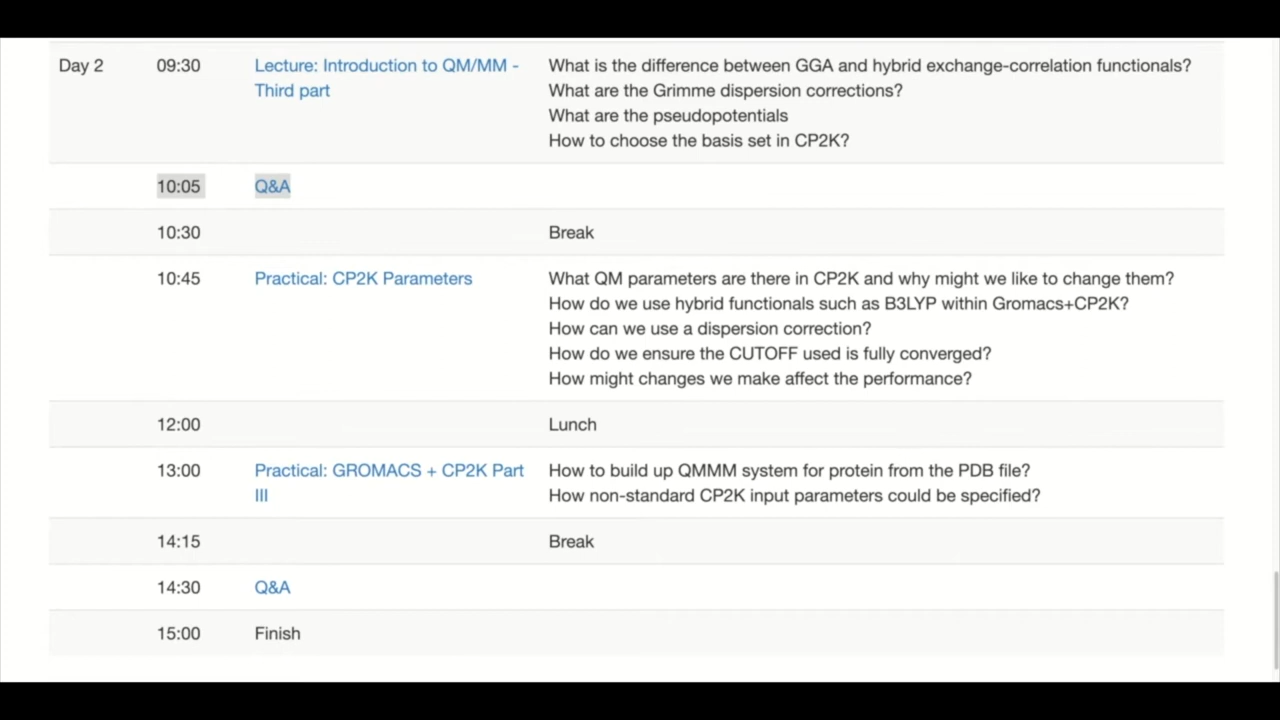 Day 2 09:30 Lecture: Introduction to QM/MM - What is the difference between GGA and hybrid exchange-correlation functionals?
Third part What are the Grimme dispersion corrections?
What are the pseudopotentials
How to choose the basis set in CP2K?
10:05 Q&A
10:30 Break
10:45 Practical: CP2K Parameters What QM parameters are there in CP2K and why might we like to change them?
How do we use hybrid functionals such as B3LYP within Gromacs+CP2K?
How can we use a dispersion correction?
How do we ensure the CUTOFF used is fully converged?
How might changes we make affect the performance?
12:00 Lunch
13:00 Practical: GROMACS + CP2K Part How to build up QMMM system for protein from the PDB file?
III How non-standard CP2K input parameters could be specified?
14:15 Break
14:30 Q&A
15:00 Finish